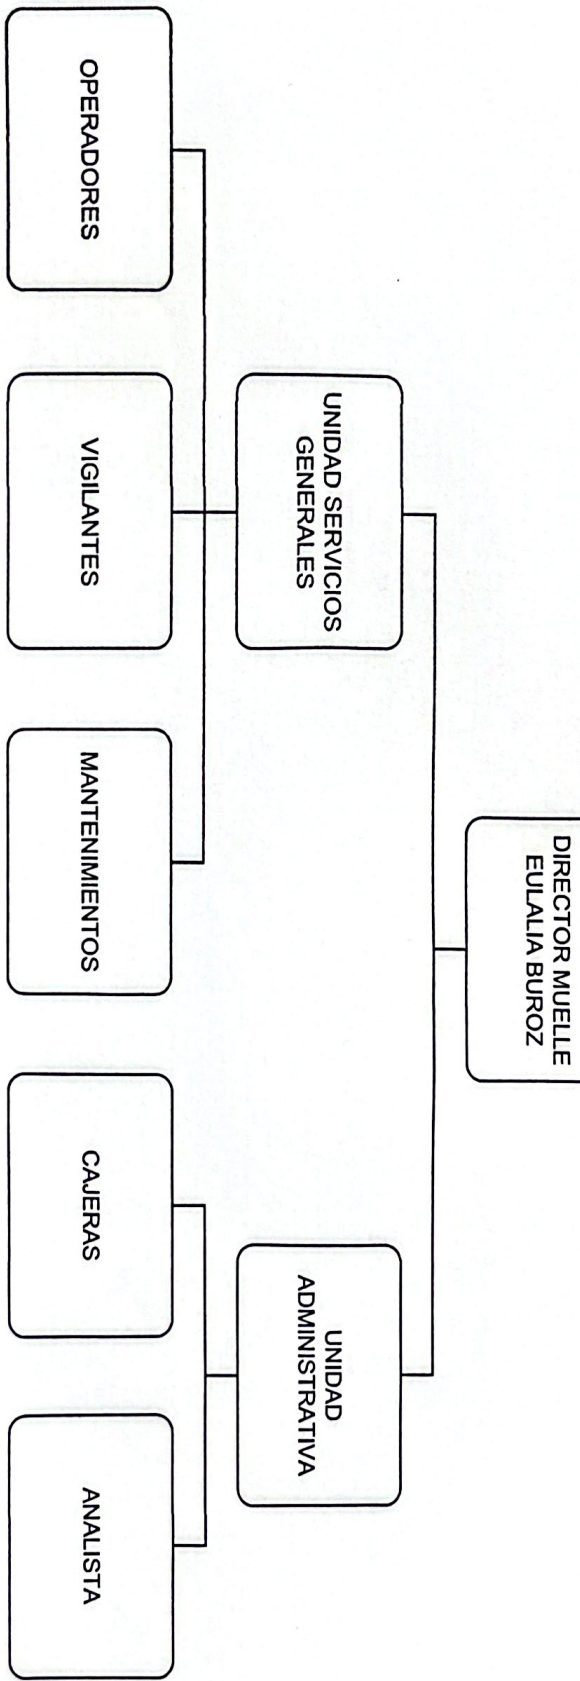 DIRECTOR MUELLE
EULALIA BUROZ
UNIDAD SERVICIOS
GENERALES
UNIDAD
ADMINISTRATIVA
OPERADORES
VIGILANTES
MANTENIMIENTOS
CAJERAS
ANALISTA